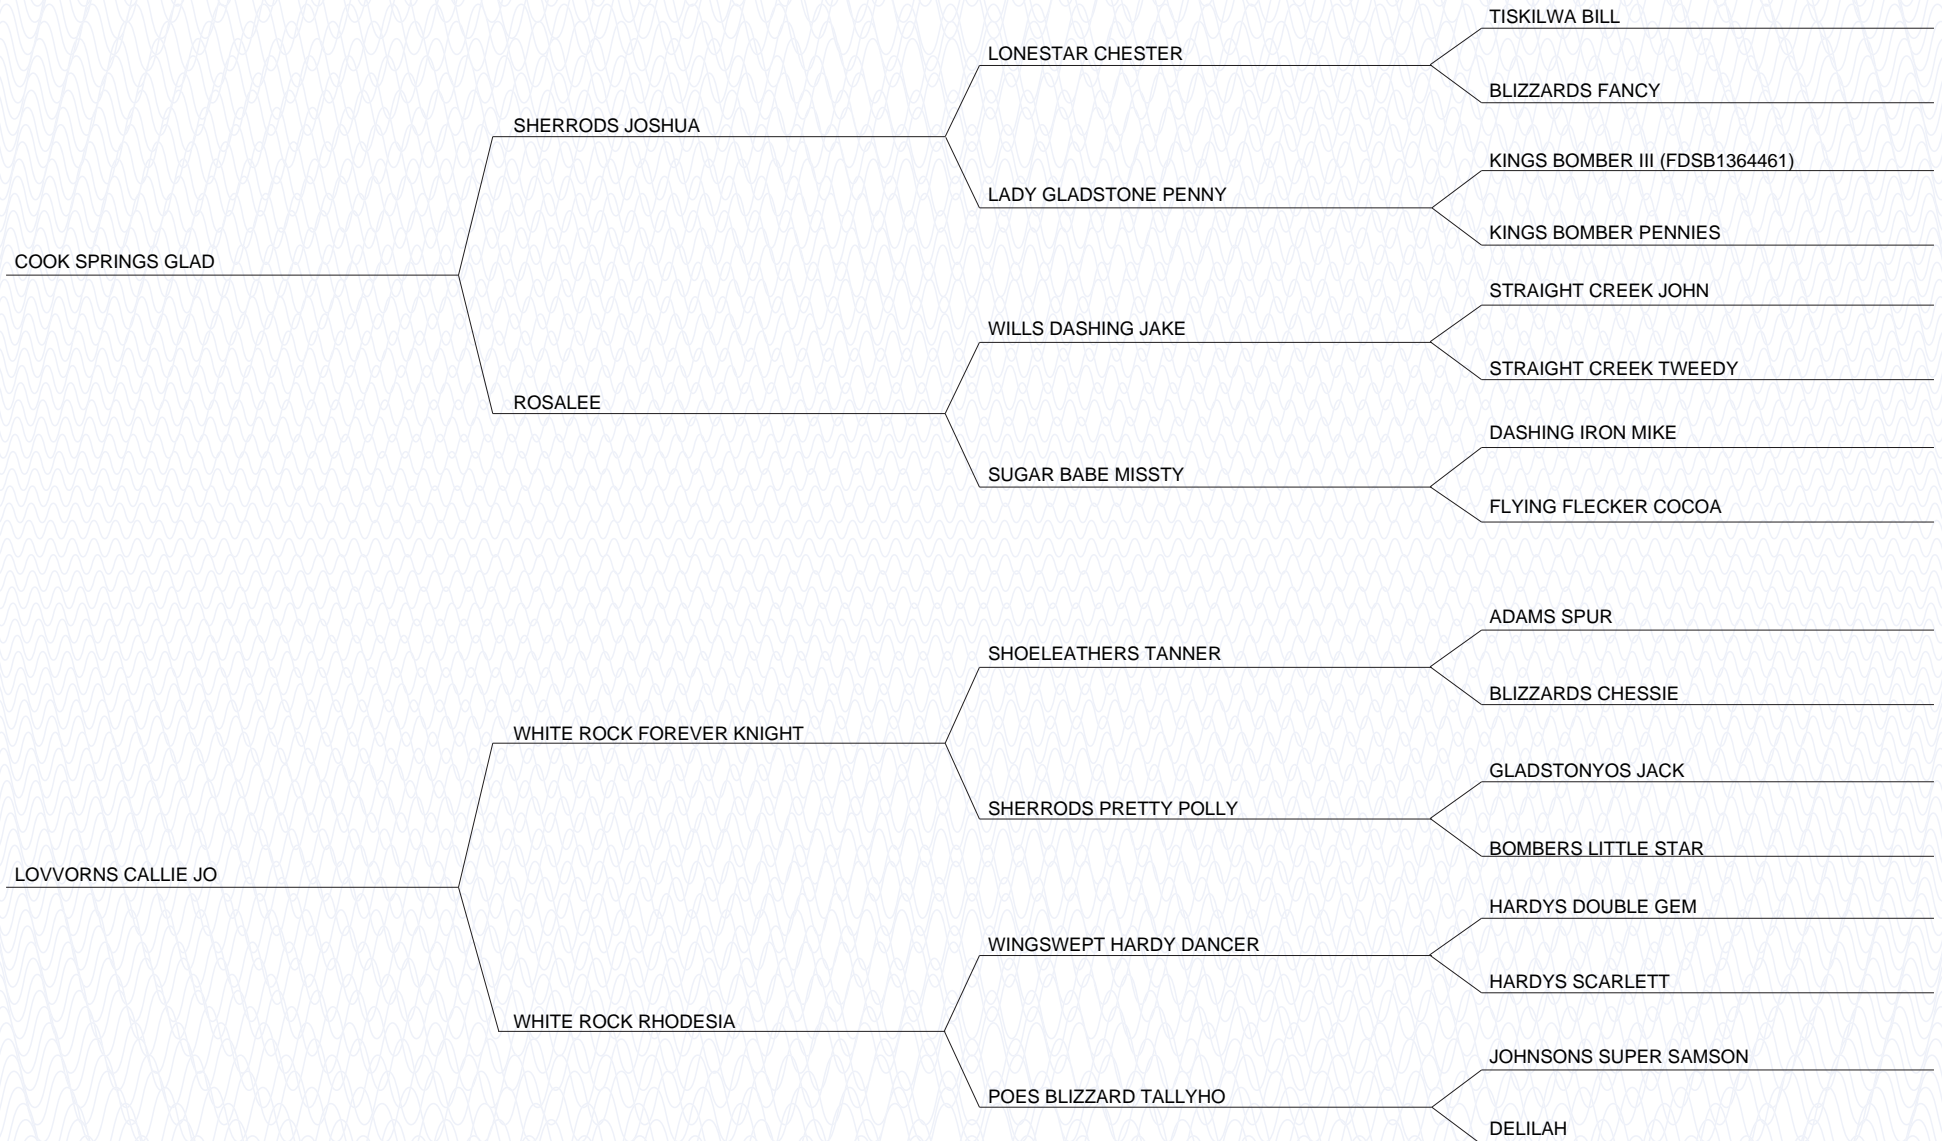 TISKILWA BILL
LONESTAR CHESTER
BLIZZARDS FANCY
SHERRODS JOSHUA
KINGS BOMBER III (FDSB1364461)
LADY GLADSTONE PENNY
KINGS BOMBER PENNIES
COOK SPRINGS GLAD
STRAIGHT CREEK JOHN
WILLS DASHING JAKE
STRAIGHT CREEK TWEEDY
ROSALEE
DASHING IRON MIKE
SUGAR BABE MISSTY
FLYING FLECKER COCOA
ADAMS SPUR
SHOELEATHERS TANNER
BLIZZARDS CHESSIE
WHITE ROCK FOREVER KNIGHT
GLADSTONYOS JACK
SHERRODS PRETTY POLLY
BOMBERS LITTLE STAR
LOVVORNS CALLIE JO
HARDYS DOUBLE GEM
WINGSWEPT HARDY DANCER
HARDYS SCARLETT
WHITE ROCK RHODESIA
JOHNSONS SUPER SAMSON
POES BLIZZARD TALLYHO
DELILAH